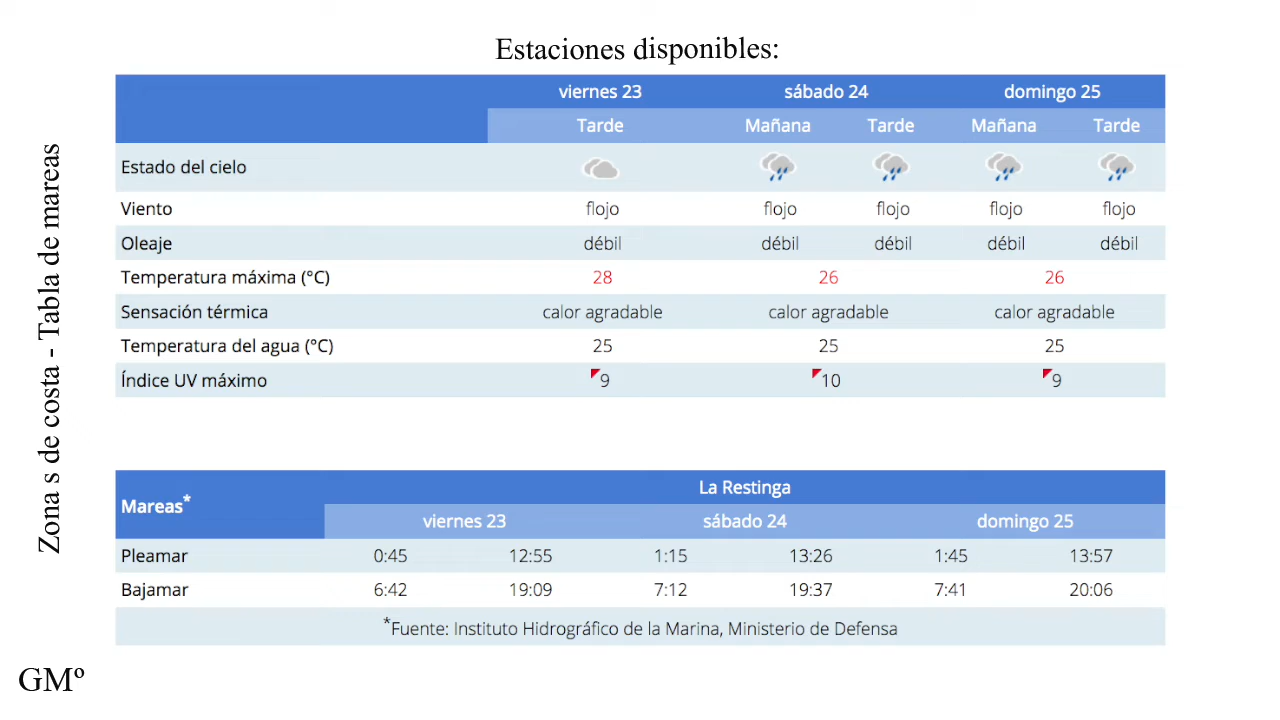 Estaciones disponibles:
viernes 23 sábado 24 domingo 25
Tarde Mañana Tarde Mañana Tarde
Estado del cielo
Viento flojo flojo flojo flojo flojo
Oleaje débil débil débil débil débil
Temperatura máxima (°C) 28 26 26
Sensación térmica calor agradable calor agradable calor agradable
Temperatura del agua (°C) 25 25 25
Índice UV máximo 9 10 9
Zona s de costa - Tabla de mareas
Mareas* La Restinga
viernes 23 sábado 24 domingo 25
Pleamar 0:45 12:55 1:15 13:26 1:45 13:57
Bajamar 6:42 19:09 7:12 19:37 7:41 20:06
*Fuente: Instituto Hidrográfico de la Marina, Ministerio de Defensa
GMº